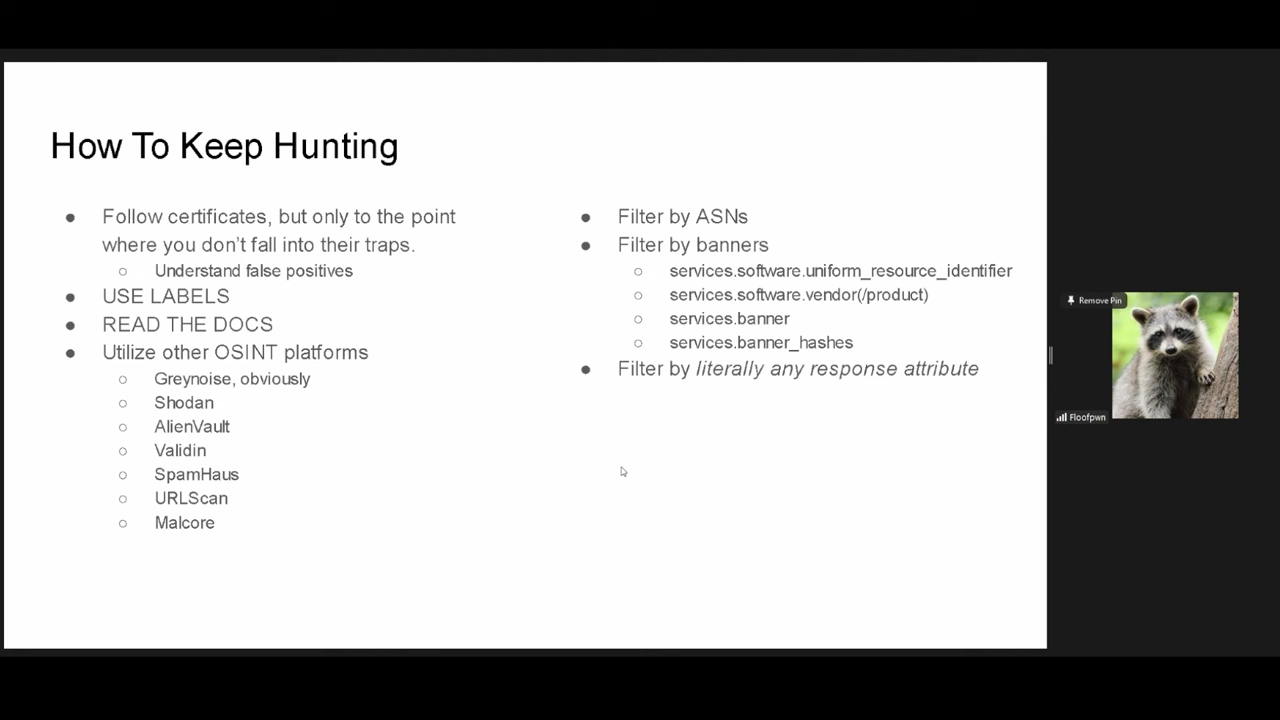 How To Keep Hunting
Follow certificates, but only to the point
where you don't fall into their traps.
Understand false positives
USE LABELS
READ THE DOCS
Utilize other OSINT platforms
Greynoise, obviously
Shodan
AlienVault
Validin
SpamHaus
URLScan
Malcore
Filter by ASNs
Filter by banners
services.software.uniform_resource_identifier
services.software.vendor(/product)
services.banner
services.banner_hashes
Filter by literally any response attribute
Remove Pin
Floofpwn